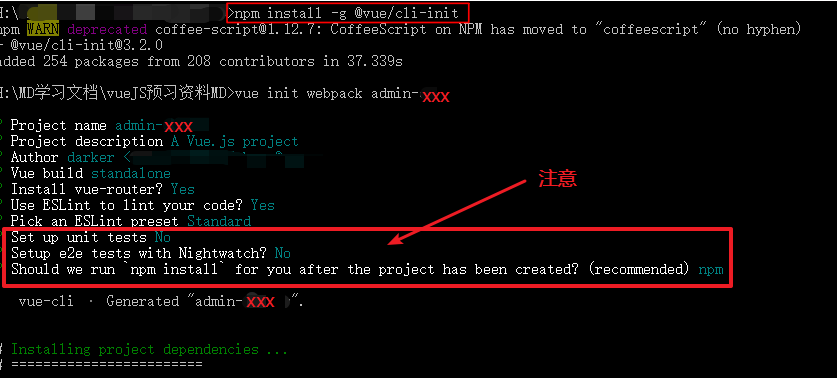 H:\>npm install -g @vue/cli-init
npm WARN deprecated coffee-script@1.12.7: CoffeeScript on NPM has moved to "coffeescript" (no hyphen)
+ @vue/cli-init@3.2.0
added 254 packages from 208 contributors in 37.339s
H:\MD学习文档\vueJS预习资料MD>vue init webpack admin-xxx
? Project name admin-xxx
? Project description A Vue.js project
? Author darker <
? Vue build standalone
? Install vue-router? Yes
? Use ESLint to lint your code? Yes
? Pick an ESLint preset Standard
注意
? Set up unit tests No
? Setup e2e tests with Nightwatch? No
? Should we run `npm install` for you after the project has been created? (recommended) npm
vue-cli · Generated "admin-xxx".
# Installing project dependencies ...
# ========================